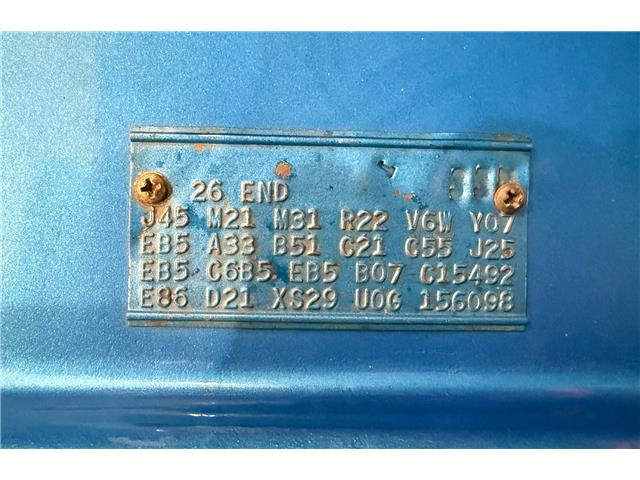 26 END
J45 M21 M31 R22 V6W Y07
EB5 A33 B51 C21 C55 J25
EB5 C6B5 EB5 B07 C15492
E86 D21 XS29 U0G 156098